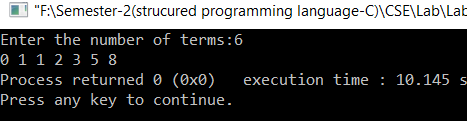 "F:\Semester-2(strucured programming language-C)\CSE\Lab\Lab
Enter the number of terms:6
0 1 1 2 3 5 8
Process returned 0 (0x0)   execution time : 10.145 s
Press any key to continue.